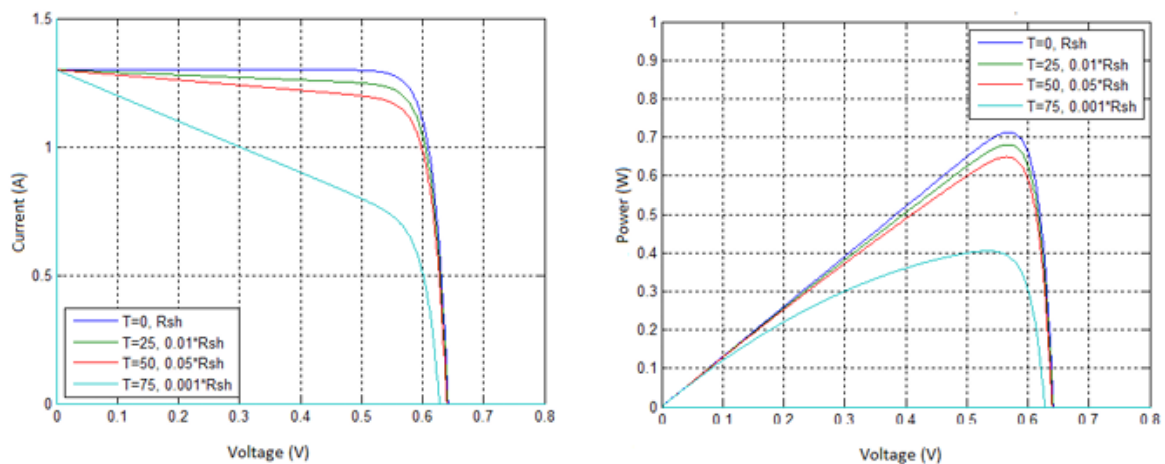 1.5
1
0.5
0
Current (A)
T=0, Rsh
T=25, 0.01*Rsh
T=50, 0.05*Rsh
T=75, 0.001*Rsh
0 0.1 0.2 0.3 0.4 0.5 0.6 0.7 0.8
Voltage (V)
1
0.9
0.8
0.7
0.6
0.5
0.4
0.3
0.2
0.1
0
Power (W)
T=0, Rsh
T=25, 0.01*Rsh
T=50, 0.05*Rsh
T=75, 0.001*Rsh
0 0.1 0.2 0.3 0.4 0.5 0.6 0.7 0.8
Voltage (V)